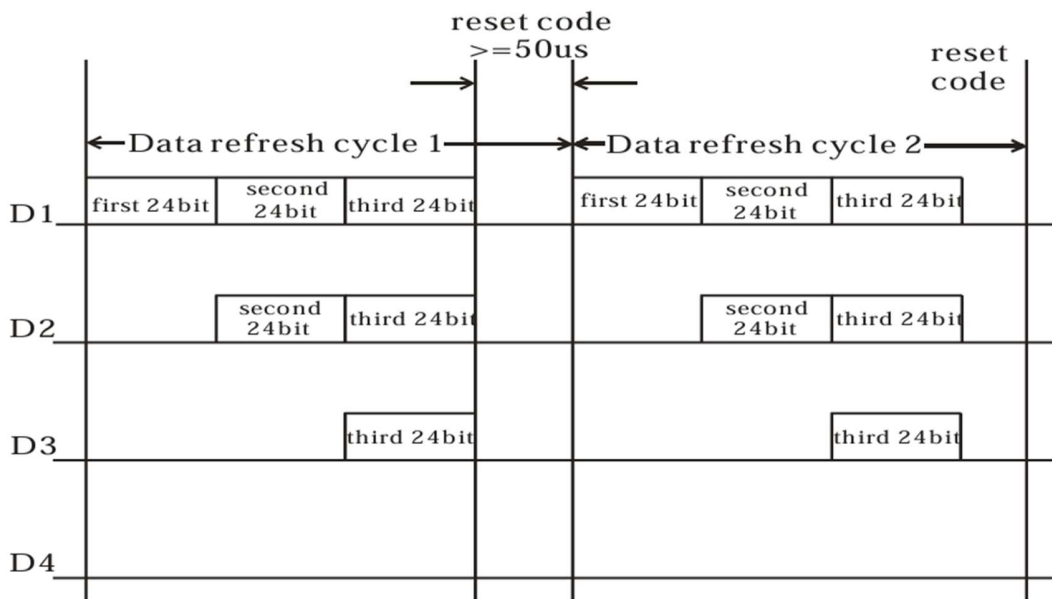 reset code
>=50us
reset
code
Data refresh cycle 1
Data refresh cycle 2
D1
first 24bit
second
24bit
third 24bit
first 24bit
second
24bit
third 24bit
D2
second
24bit
third 24bit
second
24bit
third 24bit
D3
third 24bit
third 24bit
D4